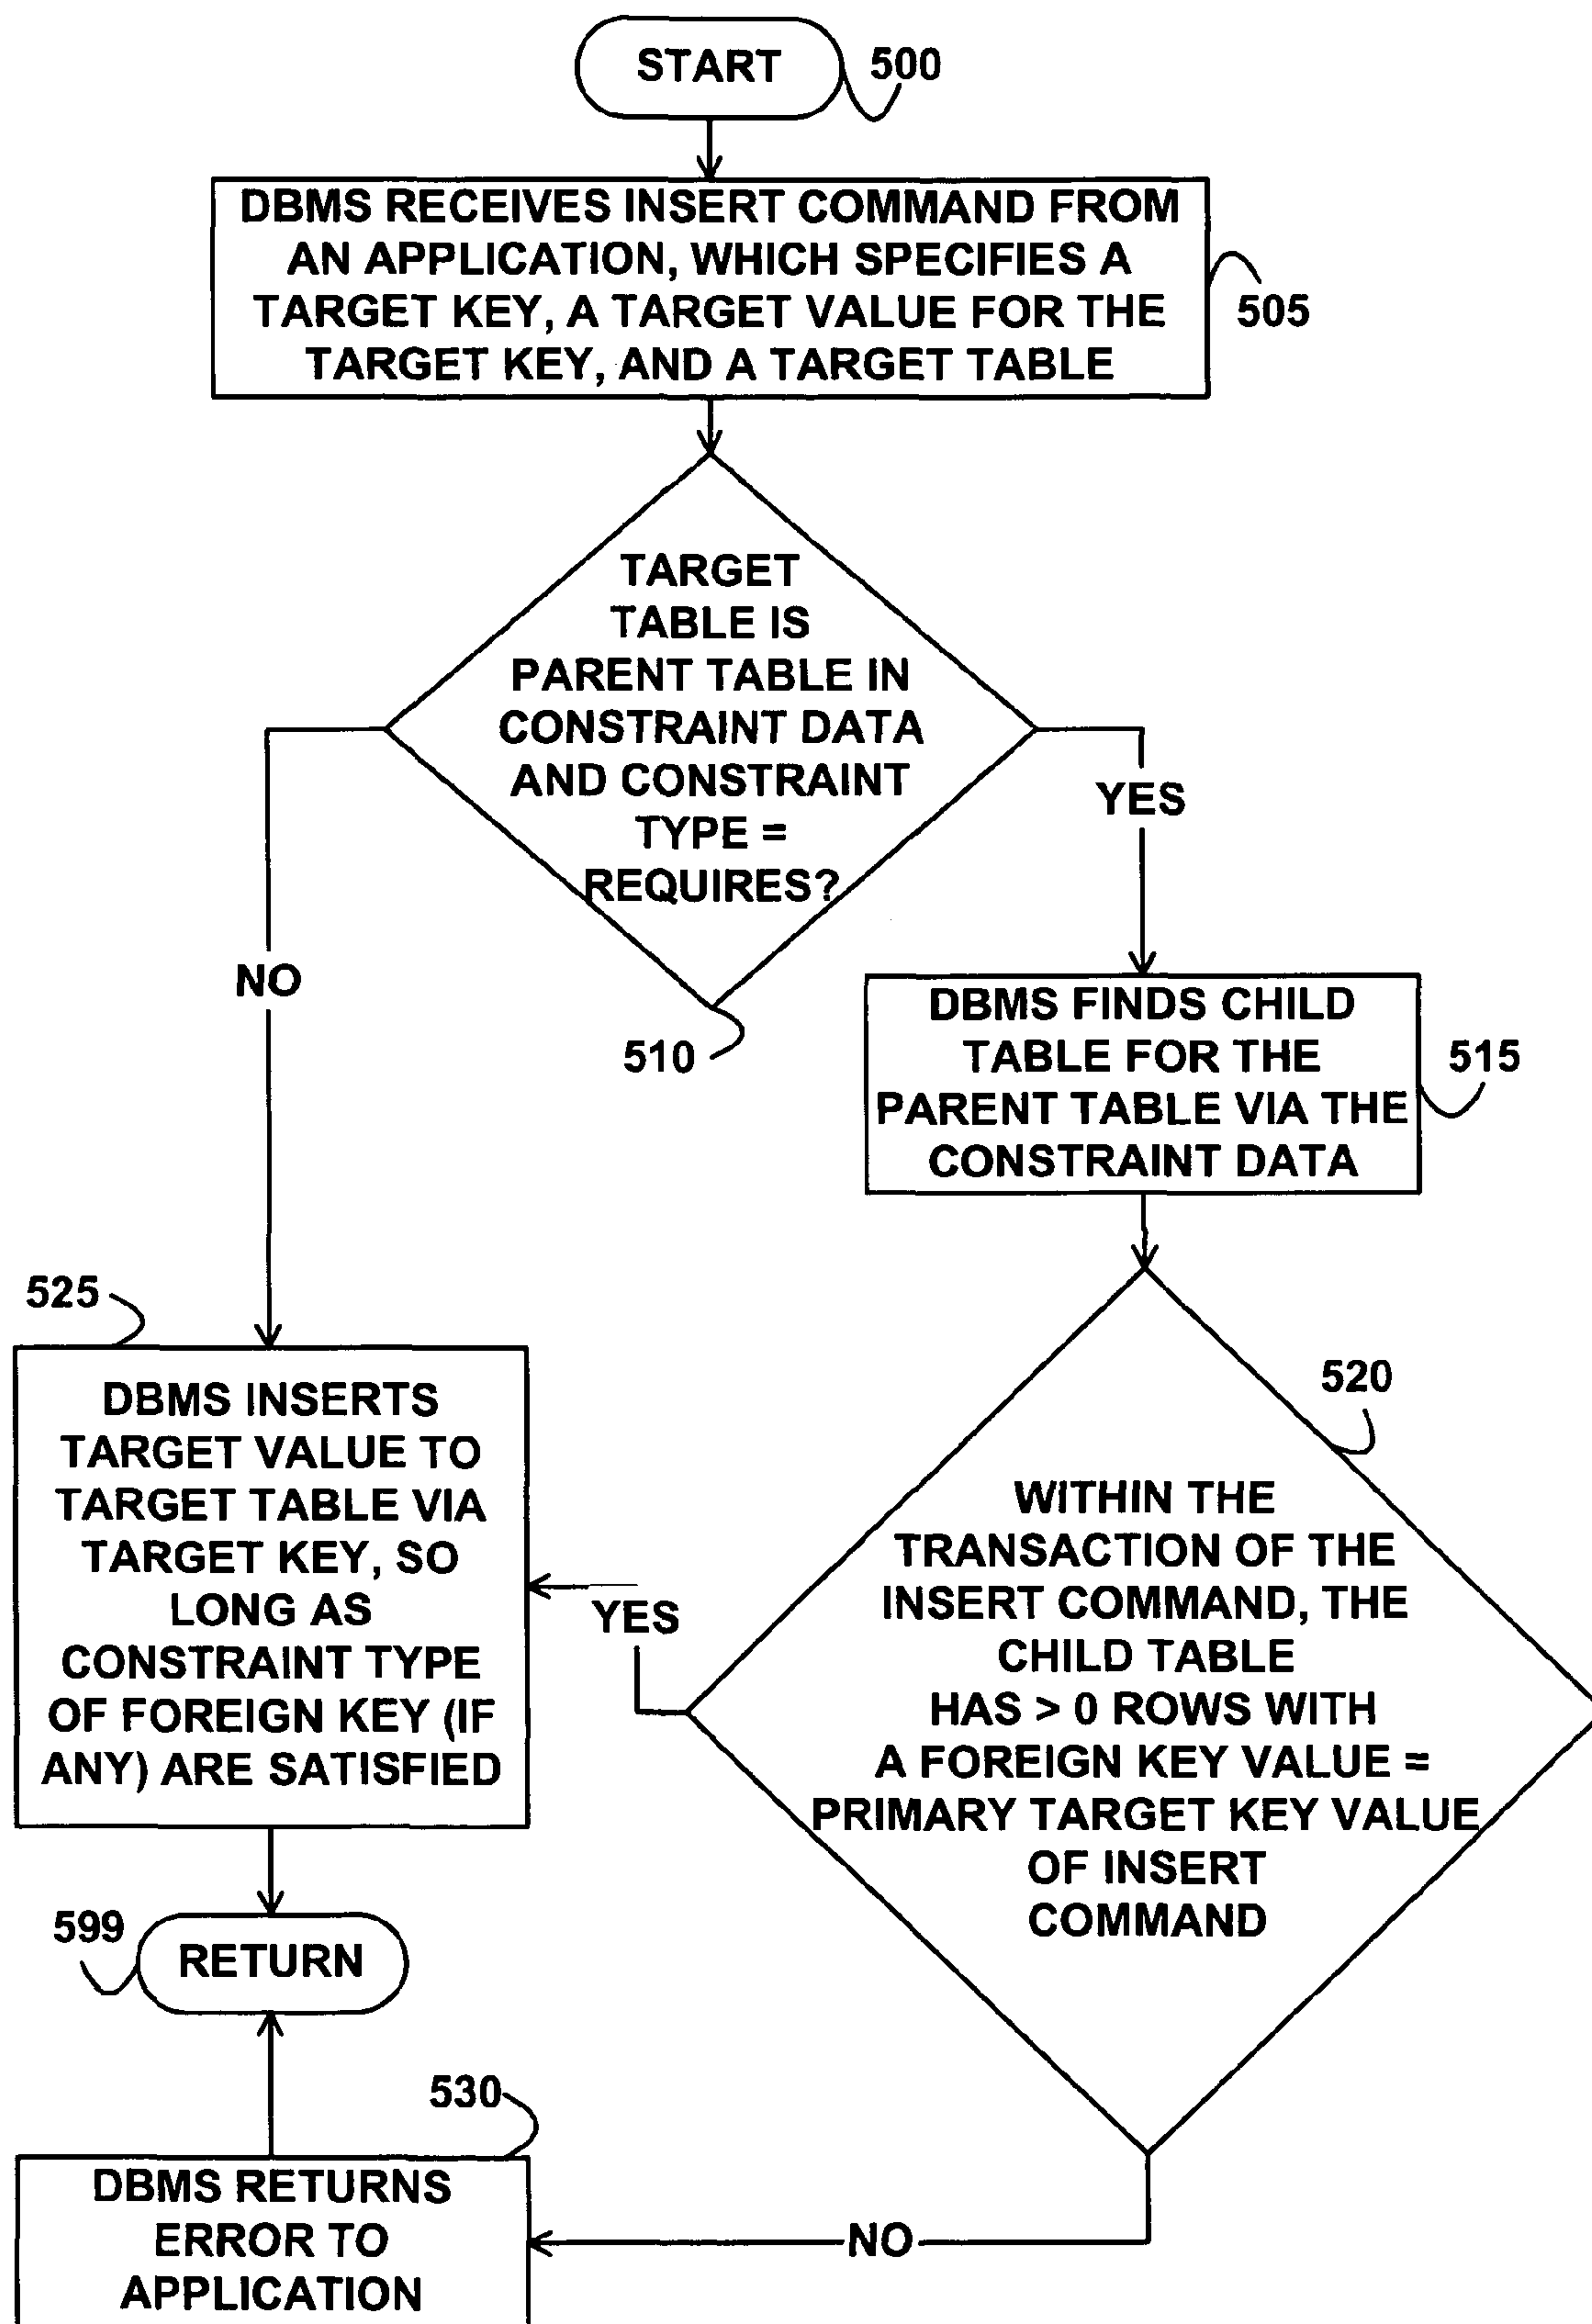 START
500
DBMS RECEIVES INSERT COMMAND FROM
AN APPLICATION, WHICH SPECIFIES A
TARGET KEY, A TARGET VALUE FOR THE
TARGET KEY, AND A TARGET TABLE
505
TARGET
TABLE IS
PARENT TABLE IN
CONSTRAINT DATA
AND CONSTRAINT
TYPE =
REQUIRES?
510
YES
NO
DBMS FINDS CHILD
TABLE FOR THE
PARENT TABLE VIA THE
CONSTRAINT DATA
515
520
WITHIN THE
TRANSACTION OF THE
INSERT COMMAND, THE
CHILD TABLE
HAS > 0 ROWS WITH
A FOREIGN KEY VALUE =
PRIMARY TARGET KEY VALUE
OF INSERT
COMMAND
YES
525
DBMS INSERTS
TARGET VALUE TO
TARGET TABLE VIA
TARGET KEY, SO
LONG AS
CONSTRAINT TYPE
OF FOREIGN KEY (IF
ANY) ARE SATISFIED
599
RETURN
530
DBMS RETURNS
ERROR TO
APPLICATION
NO